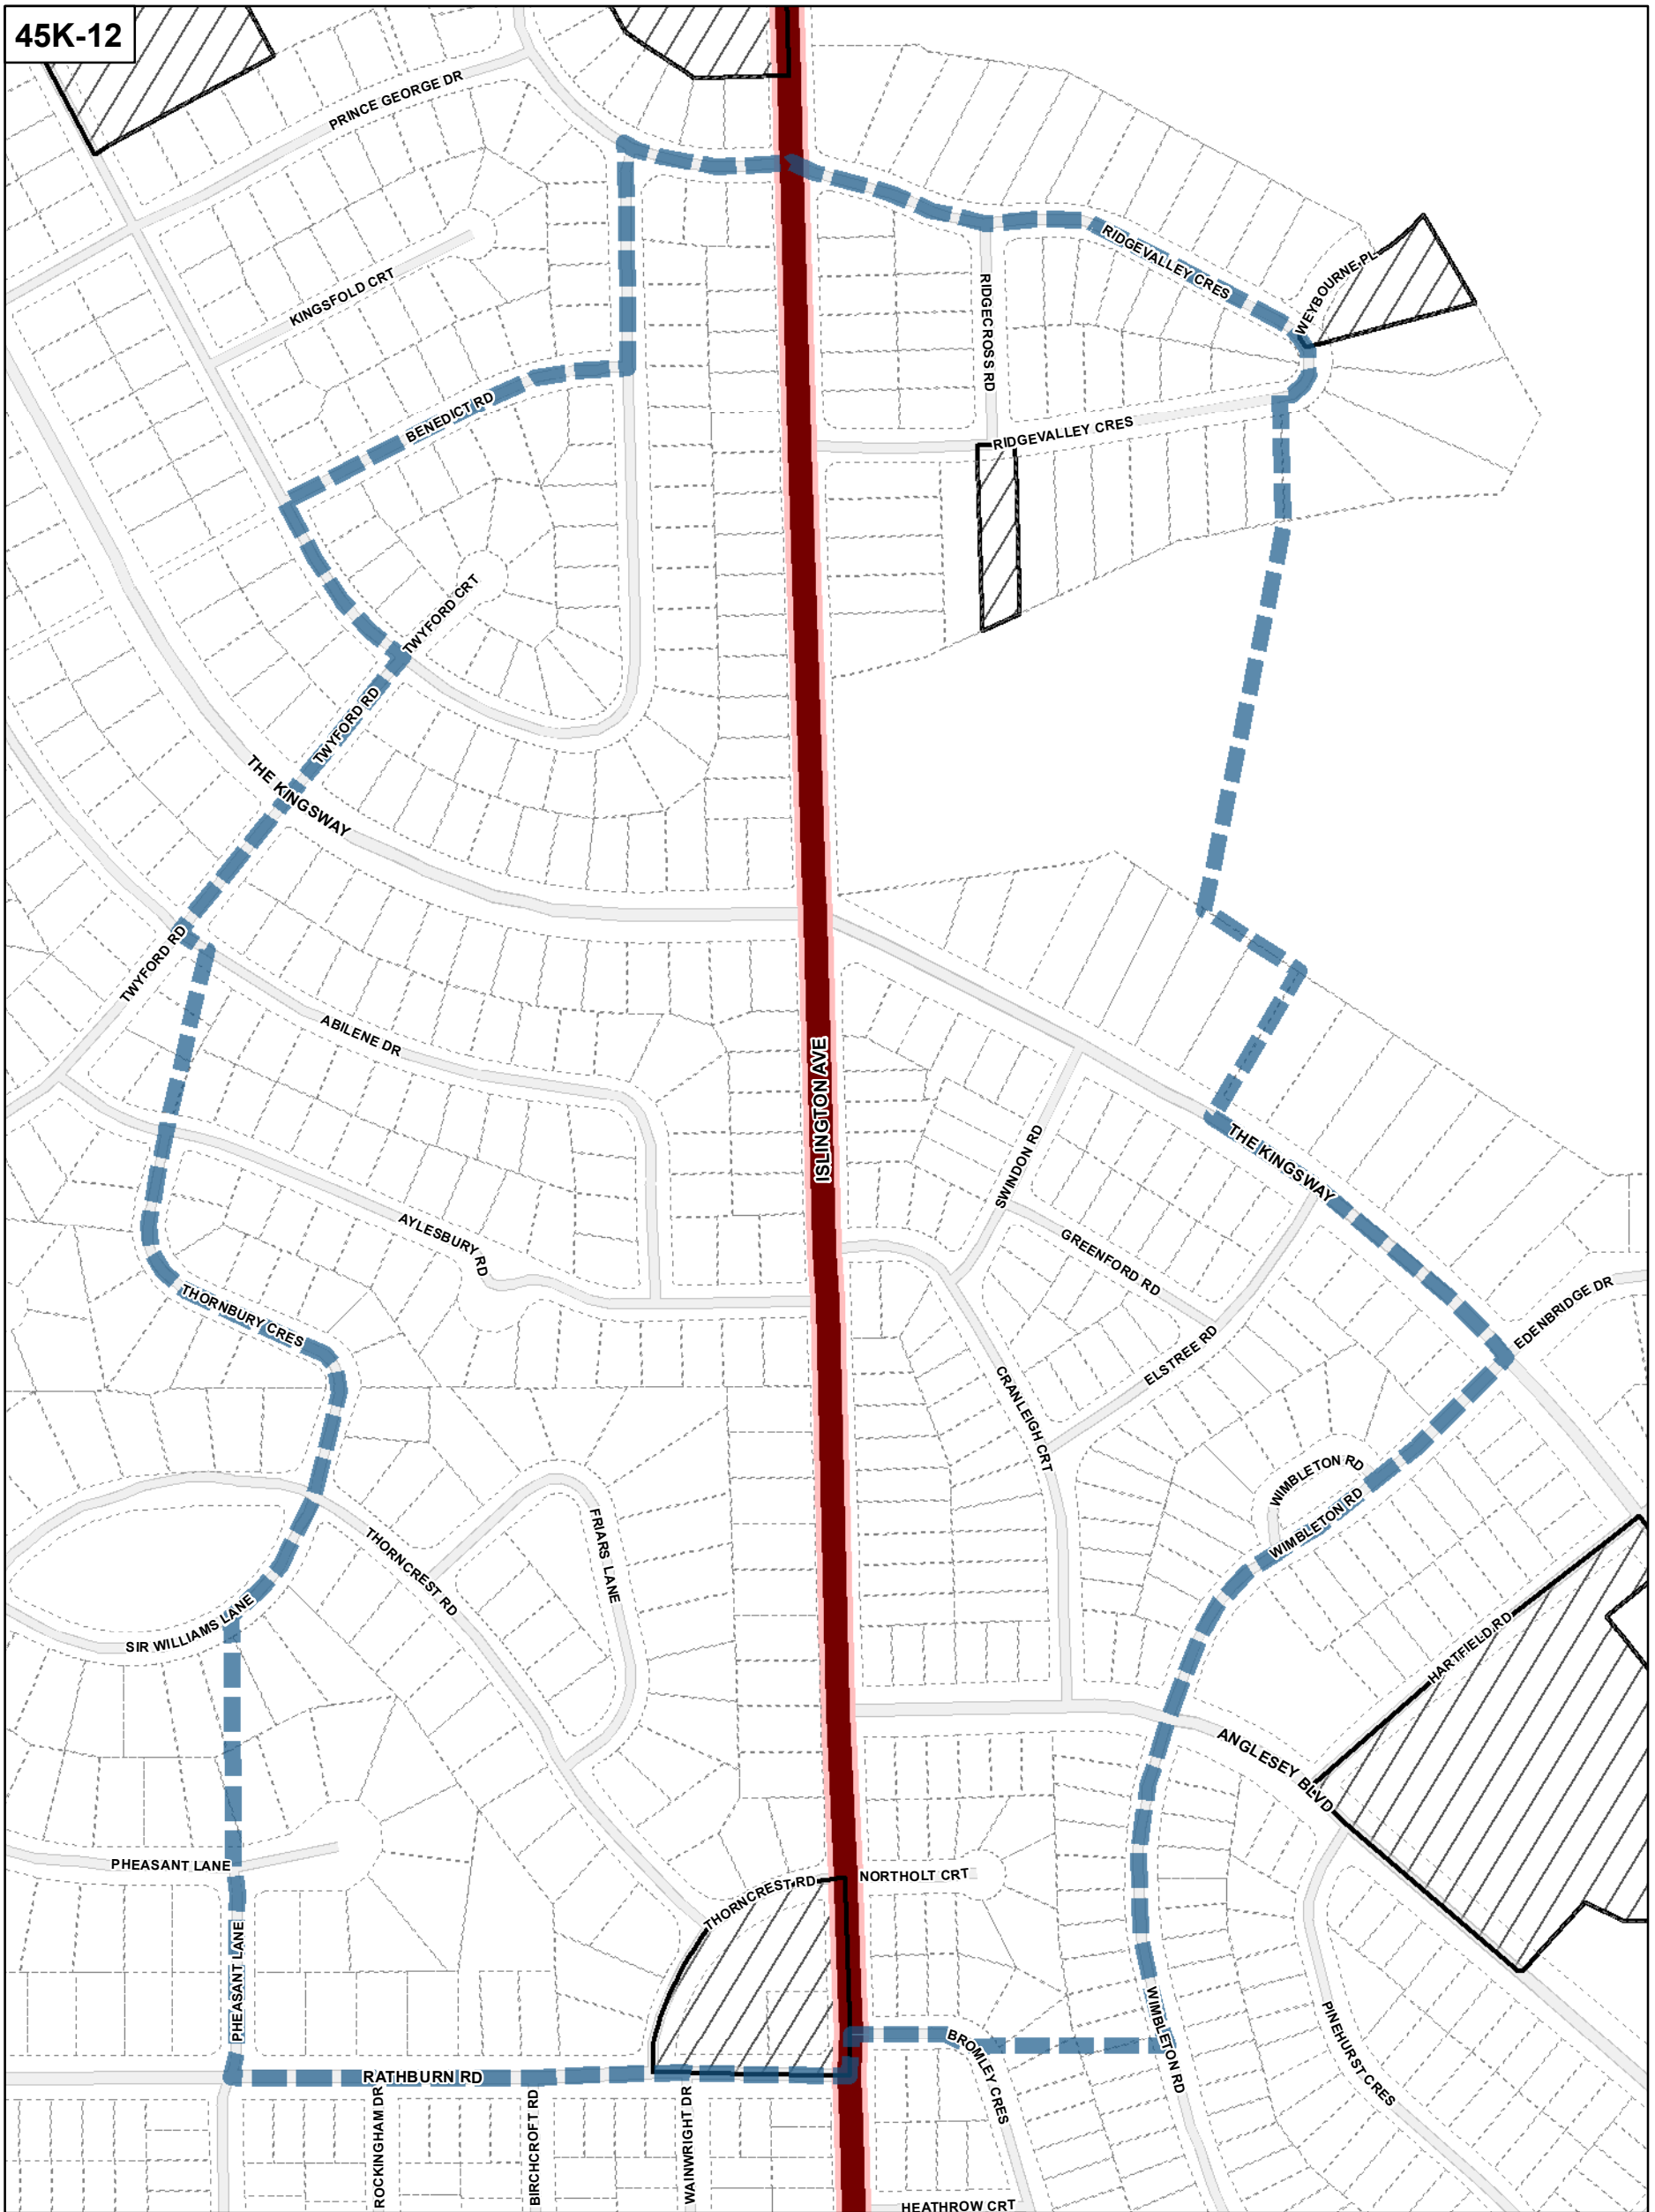 45K-12
PRINCE GEORGE DR
RIDGEVALLEY CRES
WEYBOURNE PL
KINGSFOLD CRT
RIDGECROSS RD
BENEDICT RD
RIDGEVALLEY CRES
TWYFORD CRT
TWYFORD RD
THE KINGSWAY
TWYFORD RD
ABILENE DR
ISLINGTON AVE
SWINDON RD
THE KINGSWAY
AYLESBURY RD
GREENFORD RD
THORNBURY CRES
EDENBRIDGE DR
ELSTREE RD
CRANLEIGH CRT
WIMBLETON RD
WIMBLETON RD
FRIARS LANE
THORNCREST RD
SIR WILLIAMS LANE
HARTFIELD RD
ANGLESEY BLVD
PHEASANT LANE
THORNCREST RD
NORTHOLT CRT
PHEASANT LANE
WIMBLETON RD
BROMLEY CRES
PINEHURST CRES
RATHBURN RD
ROCKINGHAM DR
BIRCHCROFT RD
WAINWRIGHT DR
HEATHROW CRT